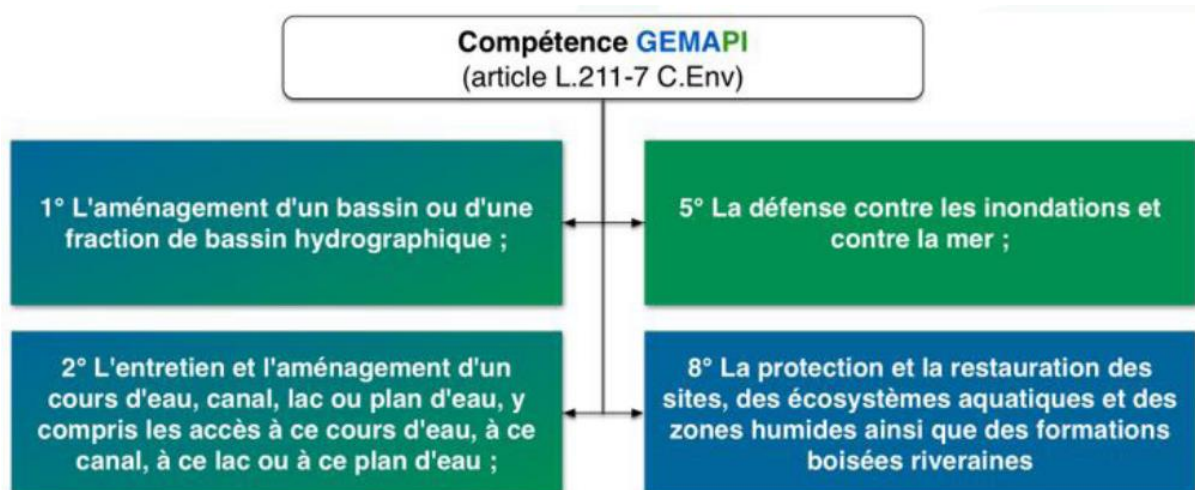 Compétence GEMAPI
(article L.211-7 C.Env)
1° L'aménagement d'un bassin ou d'une
fraction de bassin hydrographique ;
5° La défense contre les inondations et
contre la mer ;
2° L'entretien et l'aménagement d'un
cours d'eau, canal, lac ou plan d'eau, y
compris les accès à ce cours d'eau, à ce
canal, à ce lac ou à ce plan d'eau ;
8° La protection et la restauration des
sites, des écosystèmes aquatiques et des
zones humides ainsi que des formations
boisées riveraines